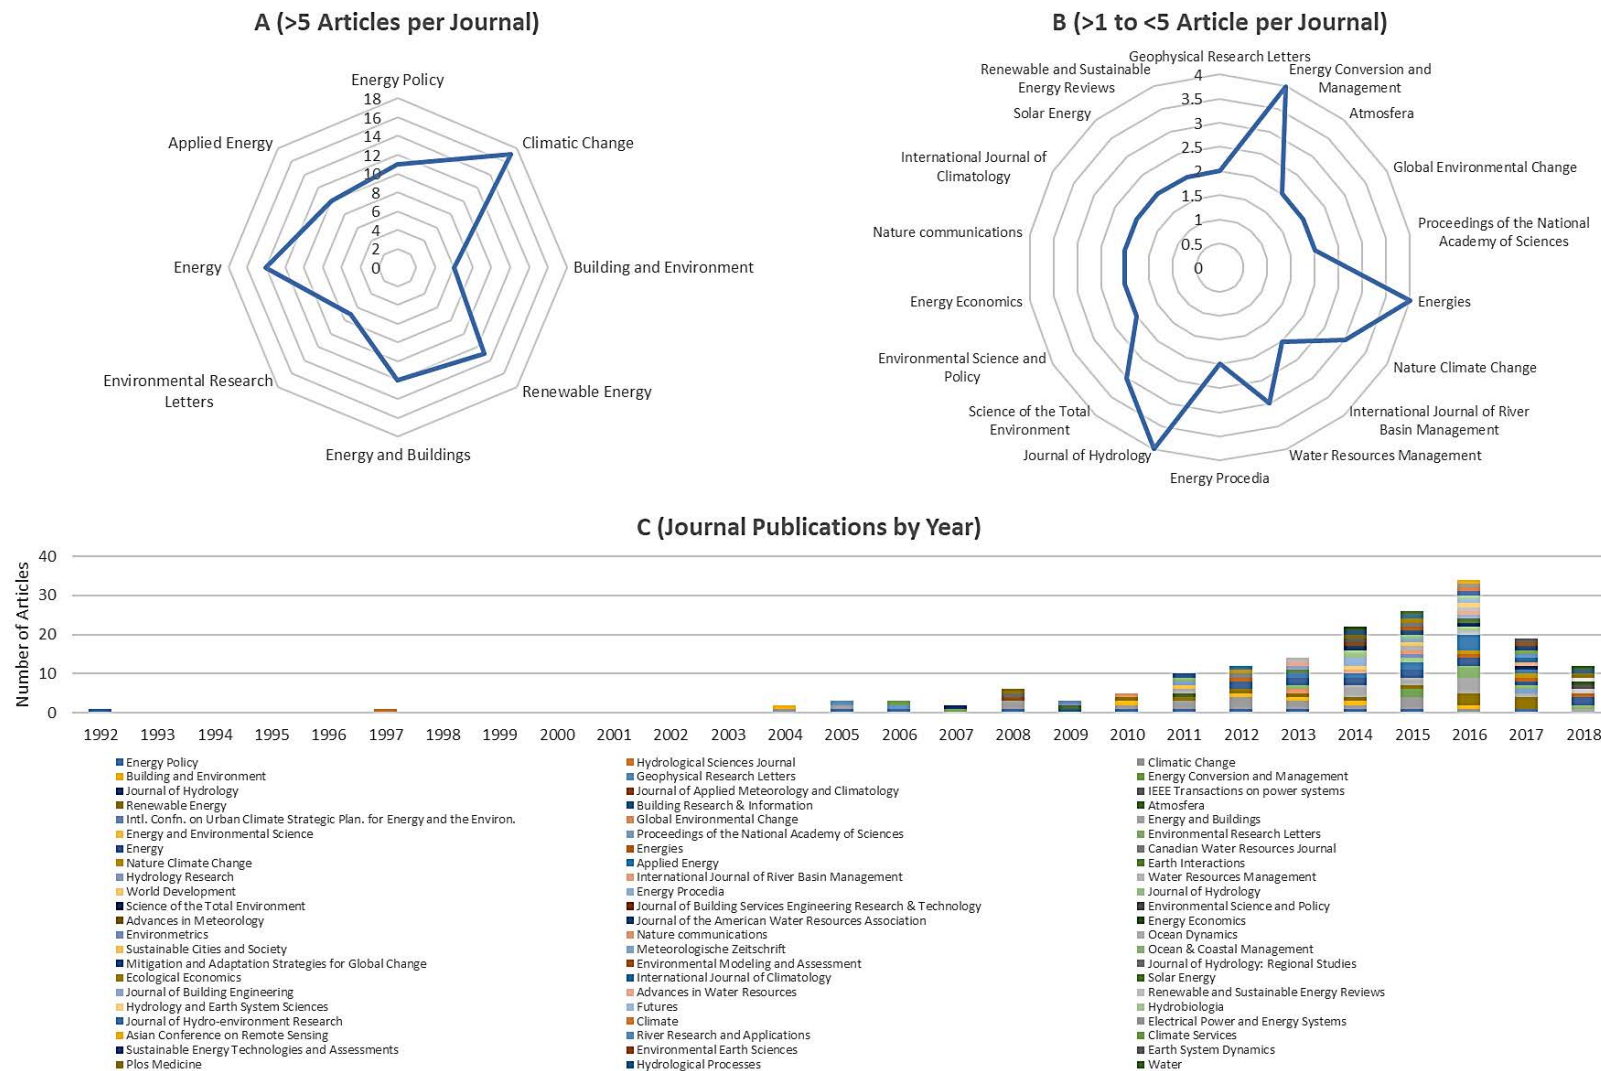 A (>5 Articles per Journal)
Energy Policy
18
16
14
12
10
8
6
4
2
0
Applied Energy
Climatic Change
Energy
Building and Environment
Environmental Research
Letters
Renewable Energy
Energy and Buildings
B (>1 to <5 Article per Journal)
Geophysical Research Letters
4
3.5
3
2.5
2
1.5
1
0.5
0
Renewable and Sustainable
Energy Reviews
Energy Conversion and
Management
Solar Energy
Atmosfera
International Journal of
Climatology
Global Environmental Change
Nature communications
Proceedings of the National
Academy of Sciences
Energy Economics
Energies
Environmental Science and
Policy
Nature Climate Change
Science of the Total
Environment
International Journal of River
Basin Management
Journal of Hydrology
Water Resources Management
Energy Procedia
C (Journal Publications by Year)
Number of Articles
40
30
20
10
0
1992 1993 1994 1995 1996 1997 1998 1999 2000 2001 2002 2003 2004 2005 2006 2007 2008 2009 2010 2011 2012 2013 2014 2015 2016 2017 2018
Energy Policy Hydrological Sciences Journal Climatic Change
Building and Environment Geophysical Research Letters Energy Conversion and Management
Journal of Hydrology Journal of Applied Meteorology and Climatology IEEE Transactions on power systems
Renewable Energy Building Research & Information Atmosfera
Intl. Confn. on Urban Climate Strategic Plan. for Energy and the Environ. Global Environmental Change Energy and Buildings
Energy and Environmental Science Proceedings of the National Academy of Sciences Environmental Research Letters
Energy Energies Canadian Water Resources Journal
Nature Climate Change Applied Energy Earth Interactions
Hydrology Research International Journal of River Basin Management Water Resources Management
World Development Energy Procedia Journal of Hydrology
Science of the Total Environment Journal of Building Services Engineering Research & Technology Environmental Science and Policy
Advances in Meteorology Journal of the American Water Resources Association Energy Economics
Environmetrics Nature communications Ocean Dynamics
Sustainable Cities and Society Meteorologische Zeitschrift Ocean & Coastal Management
Mitigation and Adaptation Strategies for Global Change Environmental Modeling and Assessment Journal of Hydrology: Regional Studies
Ecological Economics International Journal of Climatology Solar Energy
Journal of Building Engineering Advances in Water Resources Renewable and Sustainable Energy Reviews
Hydrology and Earth System Sciences Futures Hydrobiologia
Journal of Hydro-environment Research Climate Electrical Power and Energy Systems
Asian Conference on Remote Sensing River Research and Applications Climate Services
Sustainable Energy Technologies and Assessments Environmental Earth Sciences Earth System Dynamics
Plos Medicine Hydrological Processes Water